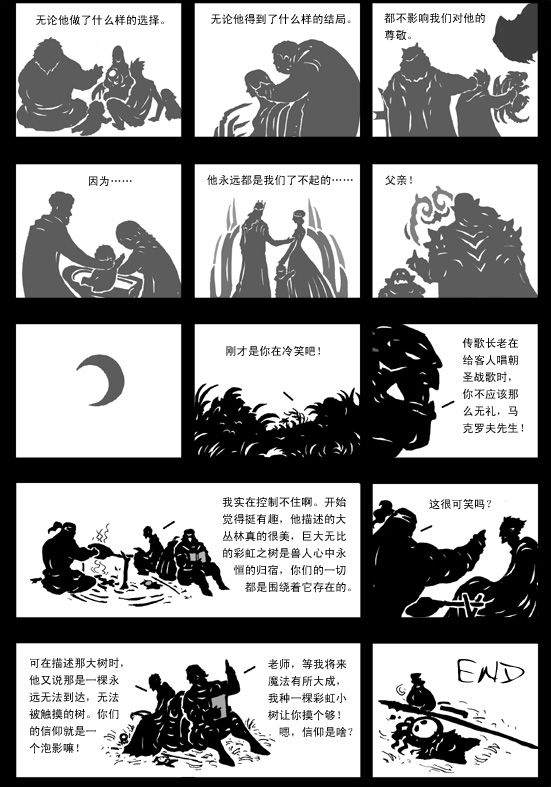 无论他做了什么样的选择。
无论他得到了什么样的结局。
都不影响我们对他的
尊敬。
因为……
他永远都是我们了不起的……
父亲！
刚才是你在冷笑吧！
传歌长老在
给客人唱朝
圣战歌时，
你不应该那
么无礼，马
克罗夫先生！
我实在控制不住啊。开始
觉得挺有趣，他描述的大
丛林真的很美，巨大无比
的彩虹之树是兽人心中永
恒的归宿，你们的一切
都是围绕着它存在的。
这很可笑吗？
可在描述那大树时，
他又说那是一棵永
远无法到达，无法
被触摸的树。你们
的信仰就是一
个泡影嘛！
老师，等我将来
魔法有所大成，
我种一棵彩虹小
树让你摸个够！
嗯，信仰是啥？
END